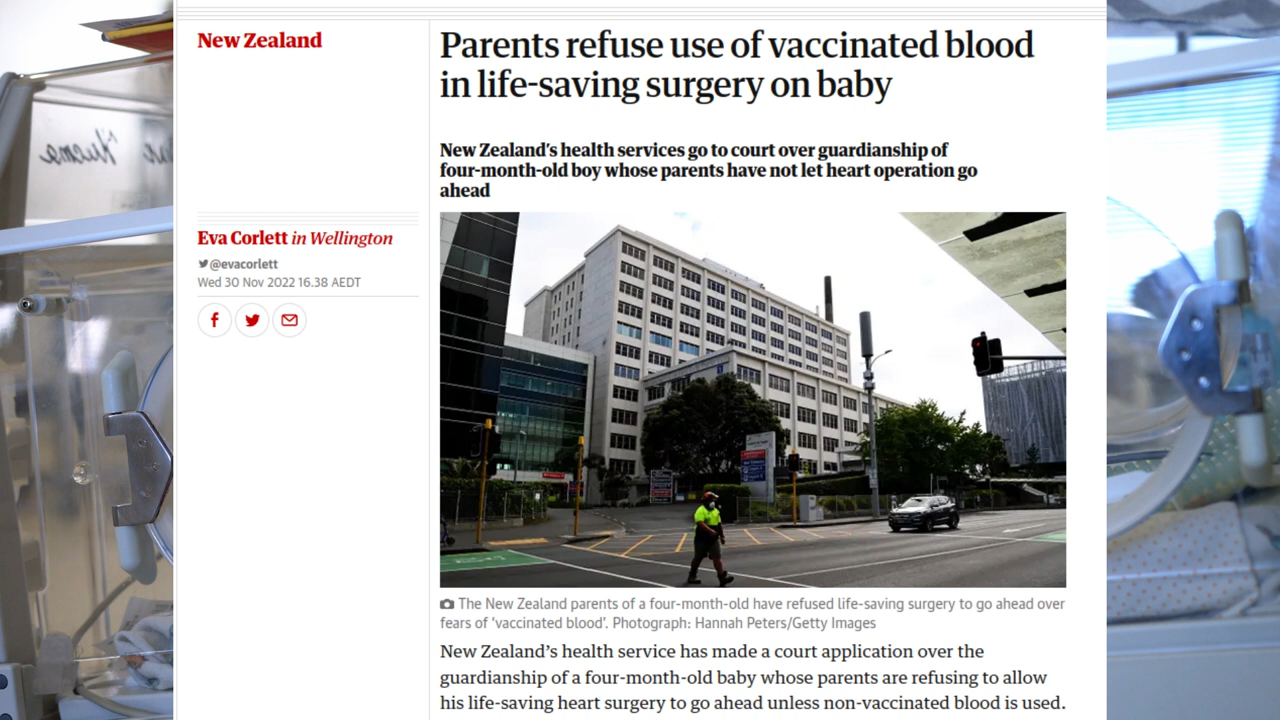 New Zealand
Parents refuse use of vaccinated blood
in life-saving surgery on baby
New Zealand's health services go to court over guardianship of
four-month-old boy whose parents have not let heart operation go
ahead
Eva Corlett in Wellington
@evacorlett
Wed 30 Nov 2022 16.38 AEDT
The New Zealand parents of a four-month-old have refused life-saving surgery to go ahead over
fears of 'vaccinated blood'. Photograph: Hannah Peters/Getty Images
New Zealand's health service has made a court application over the
guardianship of a four-month-old baby whose parents are refusing to allow
his life-saving heart surgery to go ahead unless non-vaccinated blood is used.